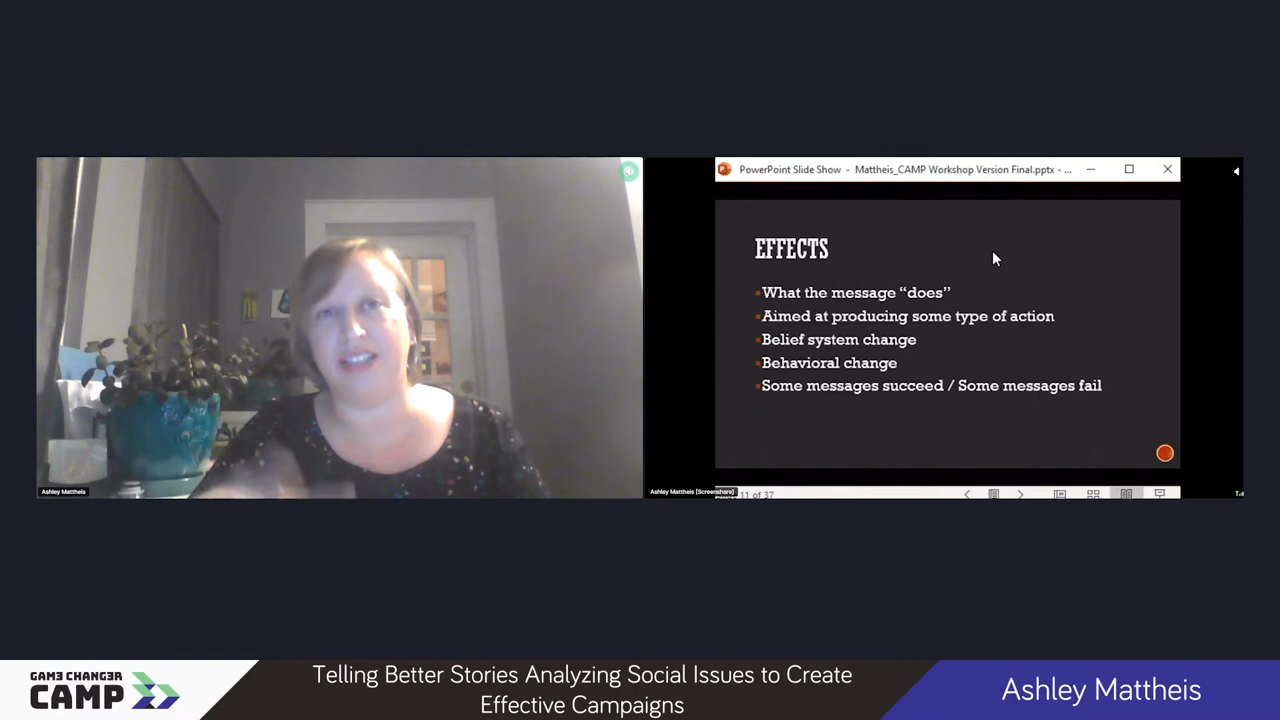 PowerPoint Slide Show - Mattheis_CAMP Workshop Version Final.pptx - ...
EFFECTS
What the message “does”
Aimed at producing some type of action
Belief system change
Behavioral change
Some messages succeed / Some messages fail
Ashley Mattheis
Ashley Mattheis (Screenshare)
11 of 37
GAME CHANGER
CAMP
Telling Better Stories Analyzing Social Issues to Create
Effective Campaigns
Ashley Mattheis